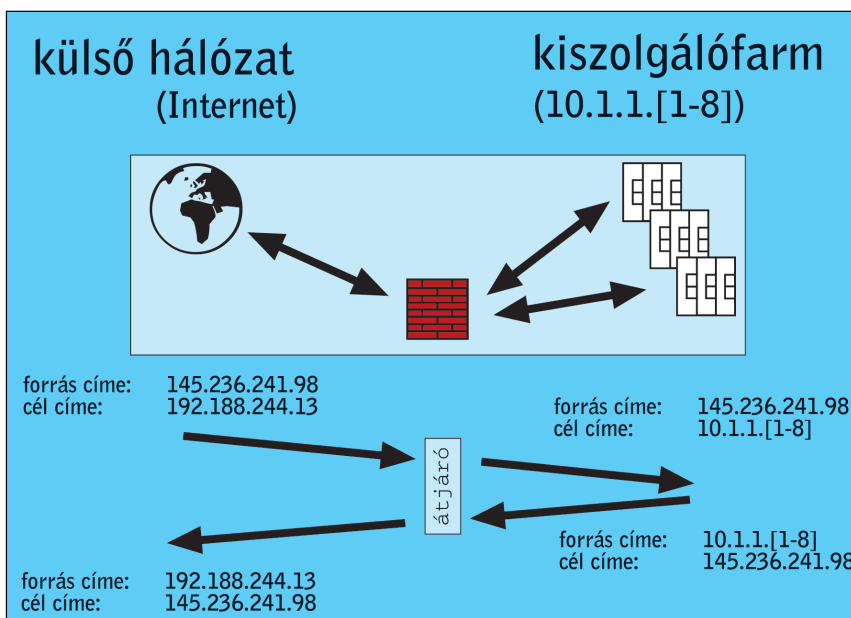 külső hálózat
(Internet)
kiszolgálófarm
(10.1.1.[1-8])
forrás címe: 145.236.241.98
cél címe: 192.188.244.13
forrás címe: 145.236.241.98
cél címe: 10.1.1.[1-8]
átjáró
forrás címe: 10.1.1.[1-8]
cél címe: 145.236.241.98
forrás címe: 192.188.244.13
cél címe: 145.236.241.98